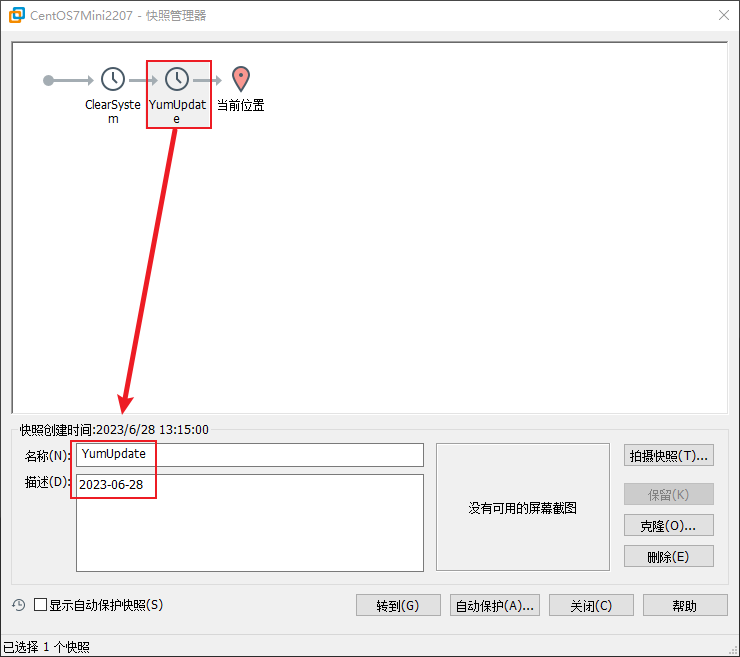 CentOS7Mini2207 - 快照管理器
ClearSyste
m
YumUpdat
e
当前位置
快照创建时间:2023/6/28 13:15:00
名称(N):
YumUpdate
描述(D):
2023-06-28
没有可用的屏幕截图
拍摄快照(T)...
保留(K)
克隆(O)...
删除(E)
显示自动保护快照(S)
转到(G)
自动保护(A)...
关闭(C)
帮助
已选择 1 个快照